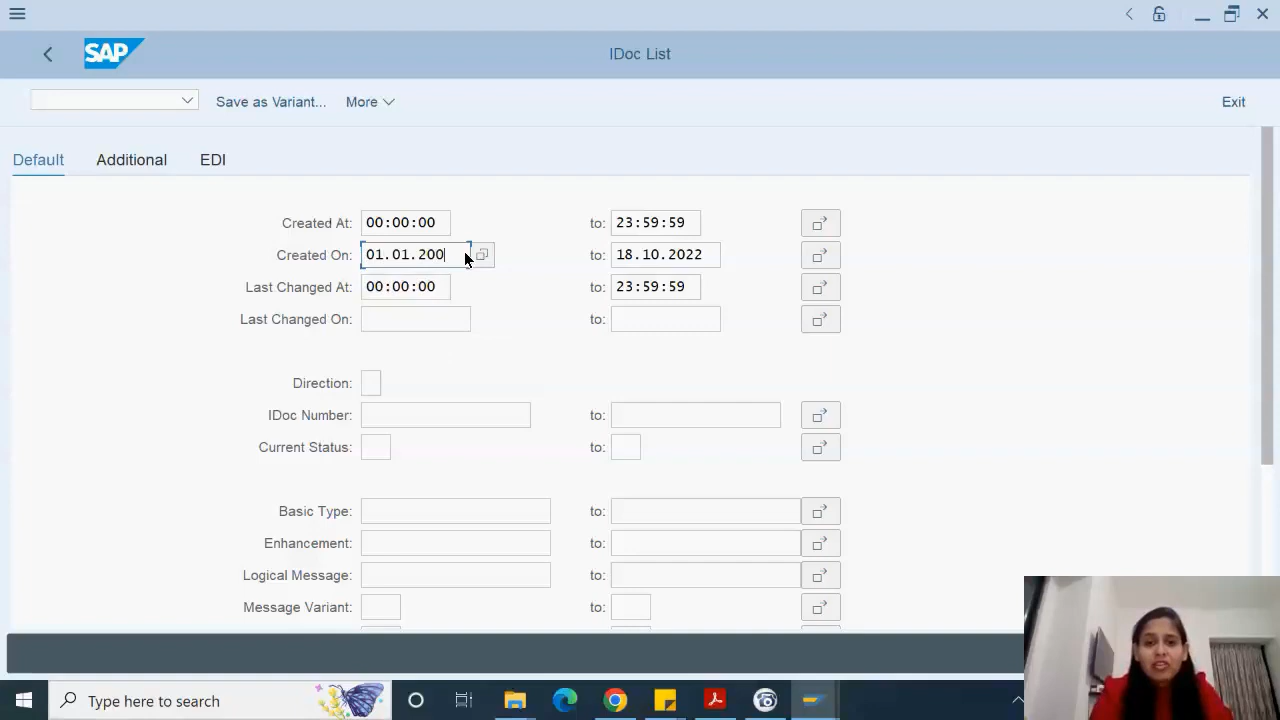 SAP
IDoc List
Save as Variant...
More
Exit
Default
Additional
EDI
Created At: 00:00:00 to: 23:59:59
Created On: 01.01.200 to: 18.10.2022
Last Changed At: 00:00:00 to: 23:59:59
Last Changed On: to:
Direction:
IDoc Number: to:
Current Status: to:
Basic Type: to:
Enhancement: to:
Logical Message: to:
Message Variant: to:
Type here to search